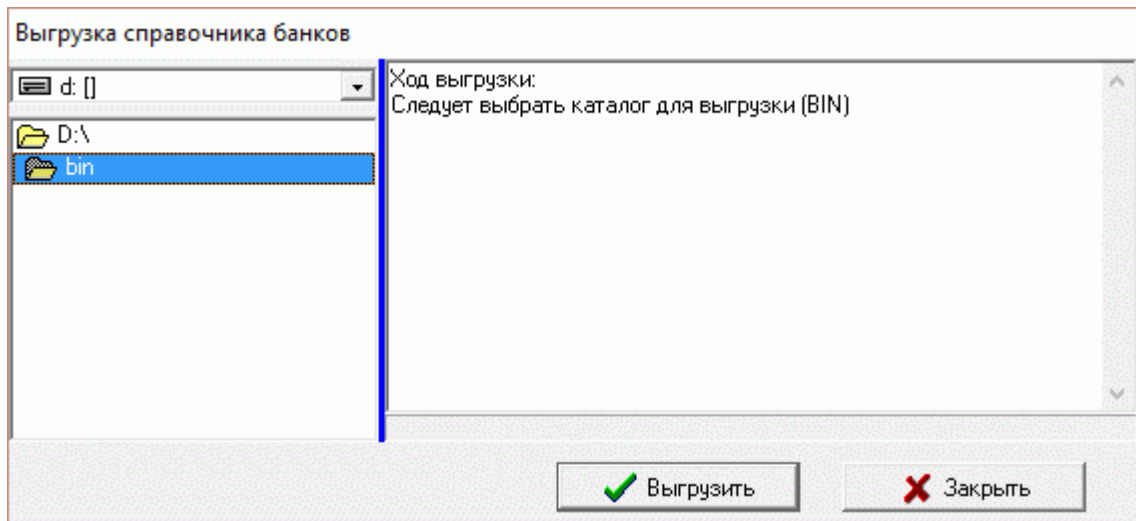 Выгрузка справочника банков
d: []
D:\
bin
Ход выгрузки:
Следует выбрать каталог для выгрузки (BIN)
Выгрузить
Закрыть